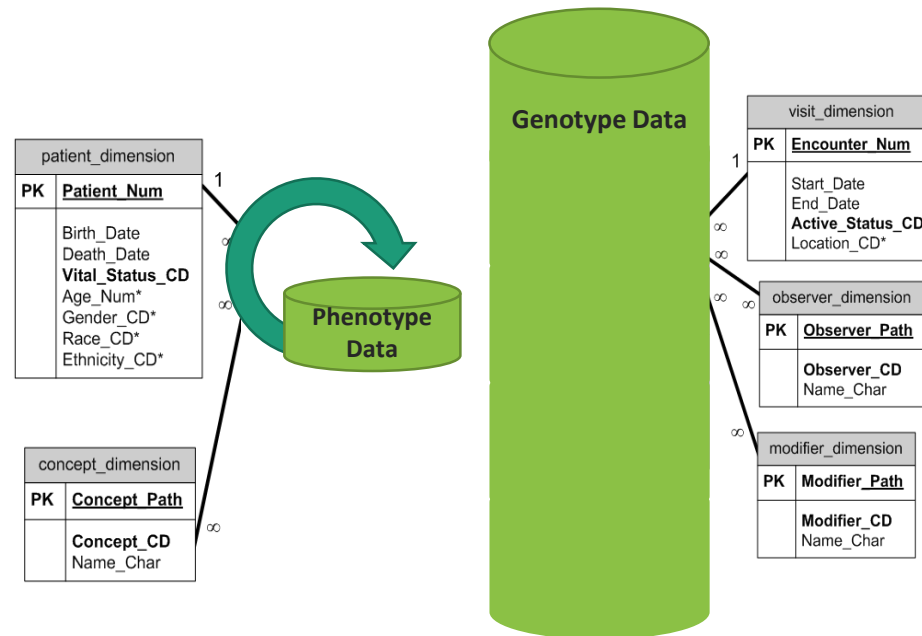 patient_dimension
PK Patient_Num
Birth_Date
Death_Date
Vital_Status_CD
Age_Num*
Gender_CD*
Race_CD*
Ethnicity_CD*
1
∞
∞
concept_dimension
PK Concept_Path
Concept_CD
Name_Char
∞
Phenotype
Data
Genotype Data
visit_dimension
PK Encounter_Num
Start_Date
End_Date
Active_Status_CD
Location_CD*
1
∞
∞
observer_dimension
PK Observer_Path
Observer_CD
Name_Char
∞
modifier_dimension
PK Modifier_Path
Modifier_CD
Name_Char
∞